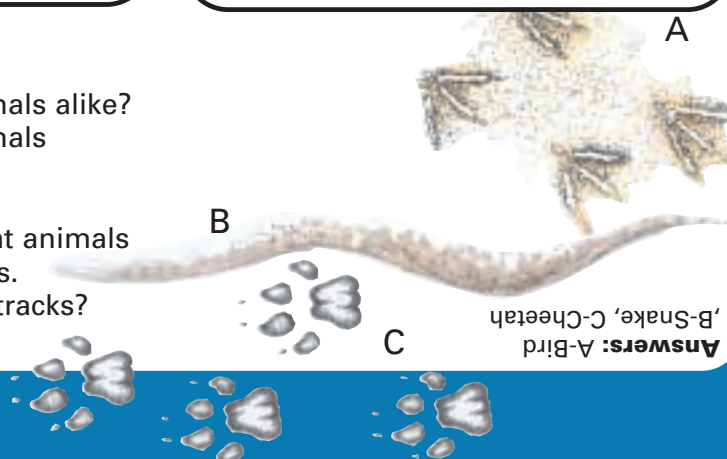 A
nals alike?
nals
B
t animals
s.
tracks?
C
Answers: A-Bird
,B-Snake, C-Cheetah